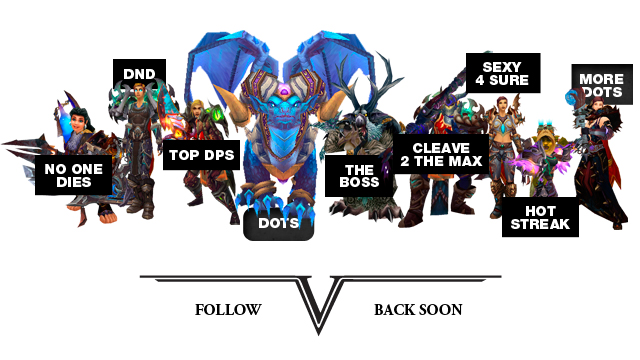 DND
SEXY
4 SURE
MORE
DOTS
NO ONE
DIES
TOP DPS
THE
BOSS
CLEAVE
2 THE MAX
DOTS
HOT
STREAK
FOLLOW
V
BACK SOON